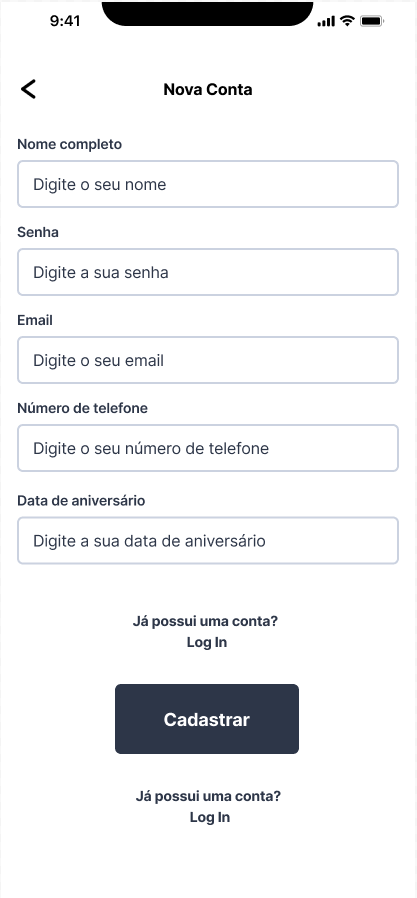 9:41
Nova Conta
Nome completo
Digite o seu nome
Senha
Digite a sua senha
Email
Digite o seu email
Número de telefone
Digite o seu número de telefone
Data de aniversário
Digite a sua data de aniversário
Já possui uma conta?
Log In
Cadastrar
Já possui uma conta?
Log In